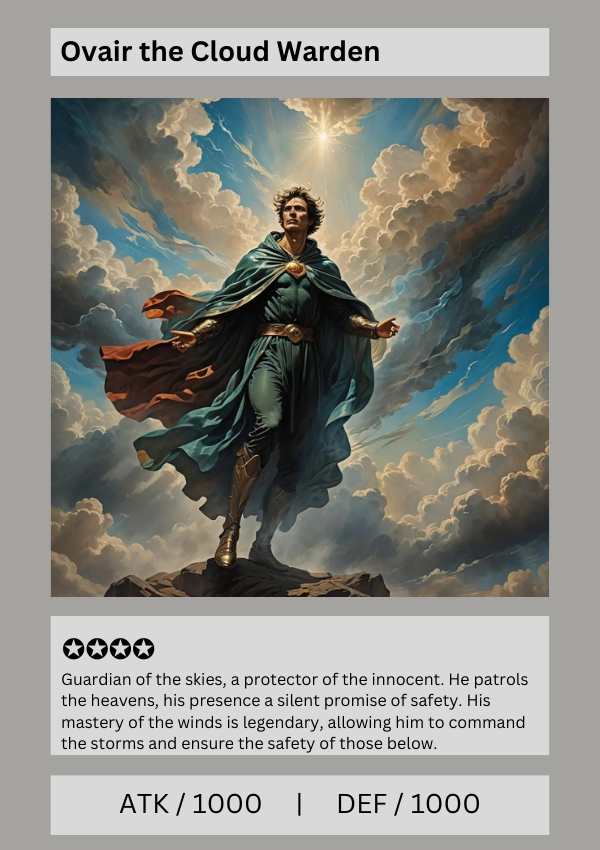 Ovair the Cloud Warden
✪✪✪✪
Guardian of the skies, a protector of the innocent. He patrols
the heavens, his presence a silent promise of safety. His
mastery of the winds is legendary, allowing him to command
the storms and ensure the safety of those below.
ATK / 1000 | DEF / 1000